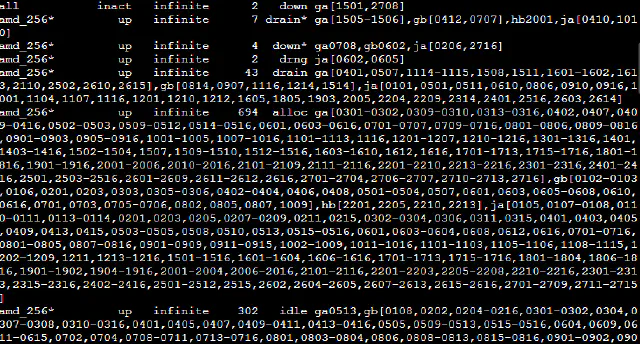 all inact infinite 2 down ga[1501,2708]
amd_256* up infinite 7 drain* ga[1505-1506],gb[0412,0707],hb2001,ja[0410,101
0]
amd_256* up infinite 4 down* ga0708,gb0602,ja[0206,2716]
amd_256* up infinite 2 drng ja[0602,0605]
amd_256* up infinite 43 drain ga[0401,0507,1114-1115,1508,1511,1601-1602,161
3,2110,2502,2610,2615],gb[0814,0907,1116,1214,1514],ja[0101,0501,0511,0610,0806,0910,0916,1
001,1104,1107,1116,1201,1210,1212,1605,1805,1903,2005,2204,2209,2314,2401,2516,2603,2614]
amd_256* up infinite 694 alloc ga[0301-0302,0309-0310,0313-0316,0402,0407,040
9-0416,0502-0503,0509-0512,0514-0516,0601,0603-0616,0701-0707,0709-0716,0801-0806,0809-0816
,0901-0903,0905-0916,1001-1005,1007-1016,1101-1113,1116,1201-1207,1210-1216,1301-1316,1401,
1403-1416,1502-1504,1507,1509-1510,1512-1516,1603-1610,1612,1616,1701-1713,1715-1716,1801-1
816,1901-1916,2001-2006,2010-2016,2101-2109,2111-2116,2201-2210,2213-2216,2301-2316,2401-24
16,2501,2503-2516,2601-2609,2611-2612,2616,2701-2704,2706-2707,2710-2713,2716],gb[0102-0103
,0106,0201,0203,0303,0305-0306,0402-0404,0406,0408,0501-0504,0507,0601,0603,0605-0608,0610,
0616,0701,0703,0705-0706,0802,0805,0807,1009],hb[2201,2205,2210,2213],ja[0105,0107-0108,011
0-0111,0113-0114,0201,0203,0205,0207-0209,0211,0215,0302-0304,0306,0311,0315,0401,0403,0405
,0409,0413,0415,0503-0505,0508,0510,0513,0515-0516,0601,0603-0604,0608,0612,0616,0701-0716,
0801-0805,0807-0816,0901-0909,0911-0915,1002-1009,1011-1016,1101-1103,1105-1106,1108-1115,1
202-1209,1211,1213-1216,1501-1516,1601-1604,1606-1616,1701-1713,1715-1716,1801-1804,1806-18
16,1901-1902,1904-1916,2001-2004,2006-2016,2101-2116,2201-2203,2205-2208,2210-2216,2301-231
3,2315-2316,2402-2416,2501-2512,2515,2602,2604-2605,2607-2613,2615-2616,2701-2709,2711-2715
]
amd_256* up infinite 302 idle ga0513,gb[0108,0202,0204-0216,0301-0302,0304,0
307-0308,0310-0316,0401,0405,0407,0409-0411,0413-0416,0505,0509-0513,0515-0516,0604,0609,06
11-0615,0702,0704,0708-0711,0713-0716,0801,0803-0804,0806,0808-0813,0815-0816,0901-0902,090